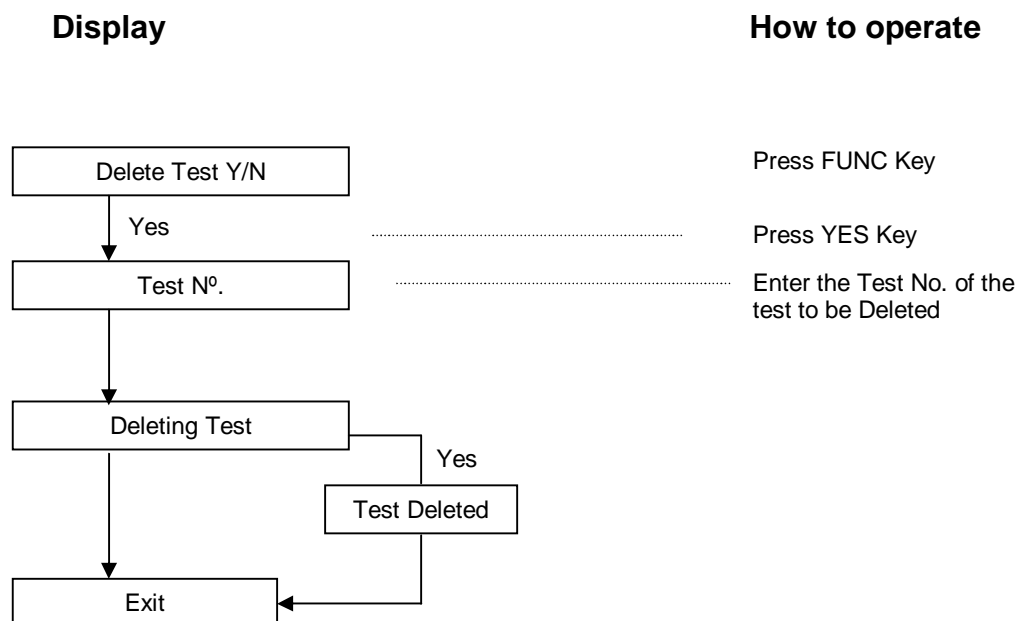 Display
How to operate
Delete Test Y/N
Press FUNC Key
Yes
Press YES Key
Test Nº.
Enter the Test No. of the
test to be Deleted
Deleting Test
Yes
Test Deleted
Exit